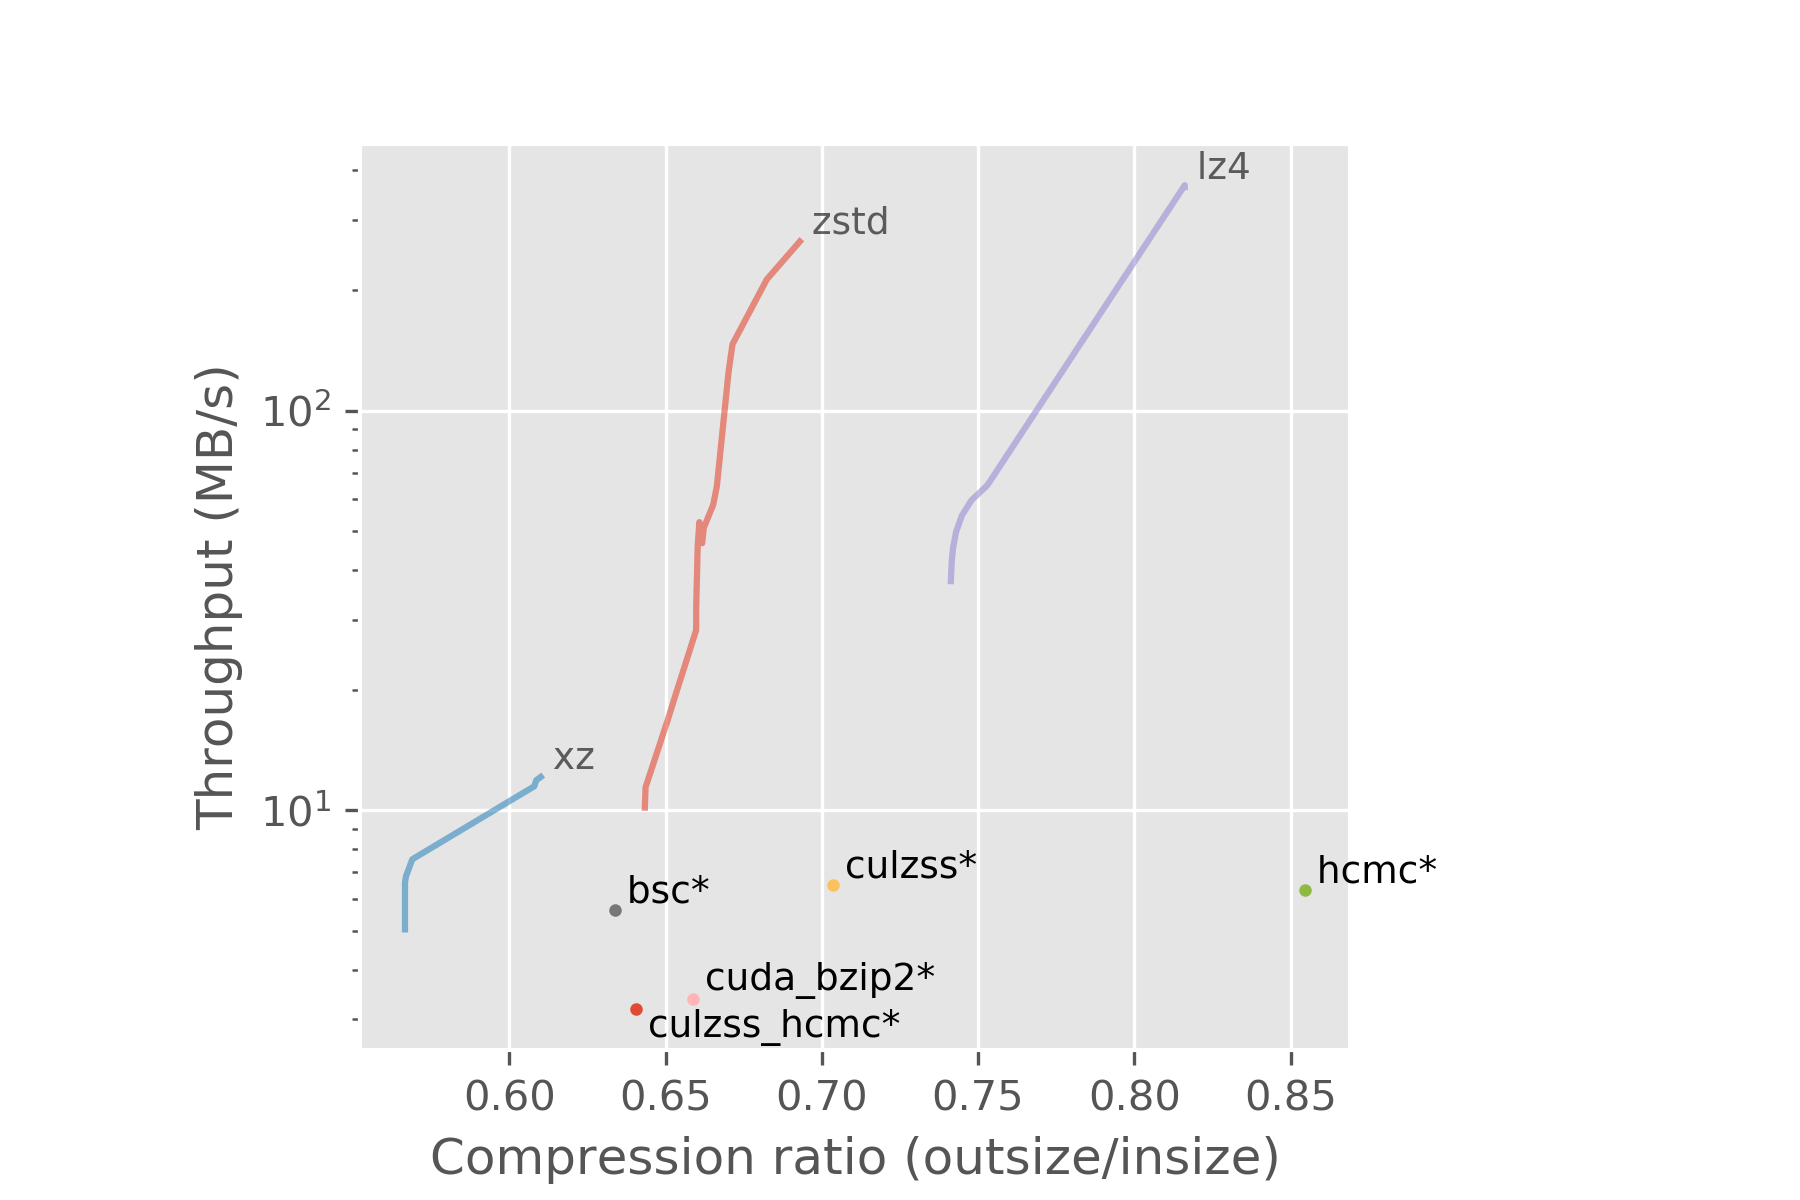 lz4
zstd
10²
Throughput (MB/s)
xz
10¹
culzss*
hcmc*
bsc*
cuda_bzip2*
culzss_hcmc*
0.60 0.65 0.70 0.75 0.80 0.85
Compression ratio (outsize/insize)